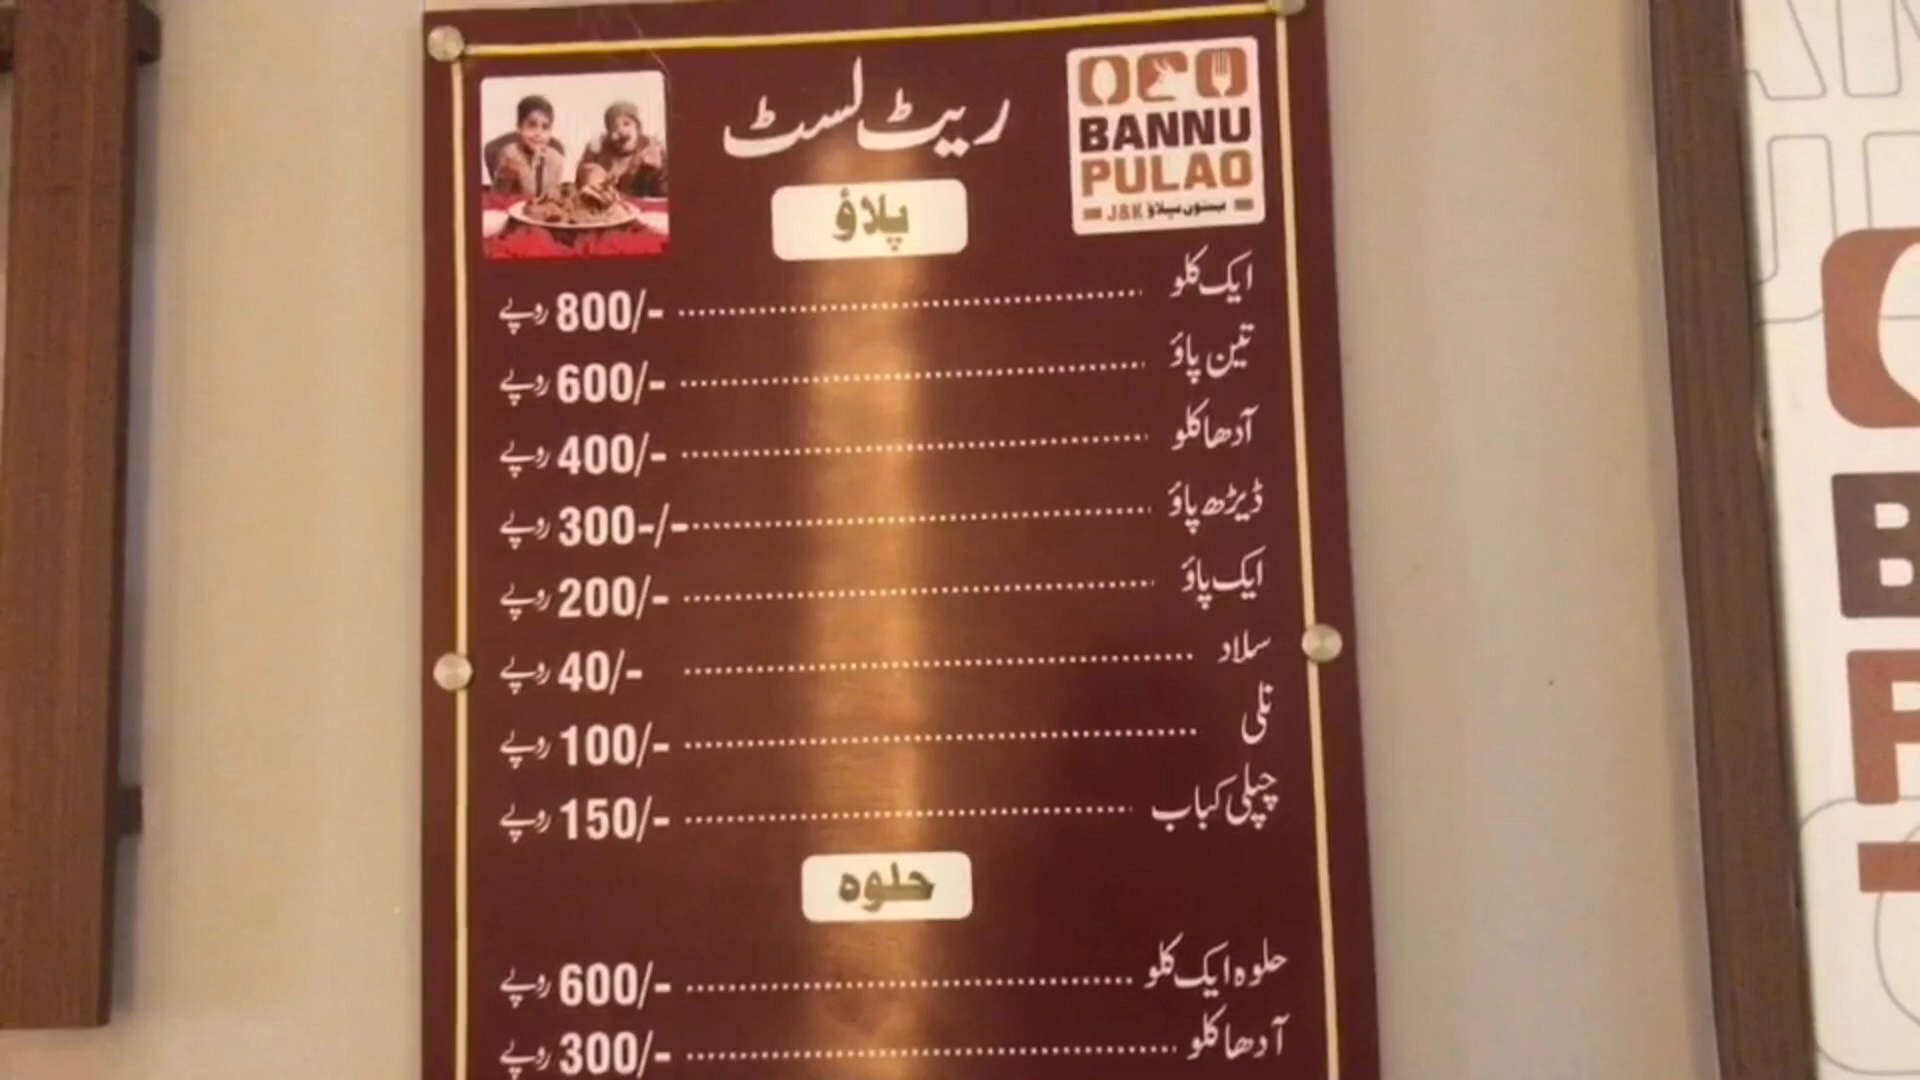 ریٹ لسٹ
BANNU
PULAO
J&K بنوں پلاؤ
پلاؤ
ایک کلو ........ 800/- روپے
تین پاؤ ........ 600/- روپے
آدھا کلو ........ 400/- روپے
ڈیڑھ پاؤ ........ 300-/- روپے
ایک پاؤ ........ 200/- روپے
سلاد ........ 40/- روپے
نلی ........ 100/- روپے
چپلی کباب ........ 150/- روپے
حلوہ
حلوہ ایک کلو ........ 600/- روپے
آدھا کلو ........ 300/- روپے